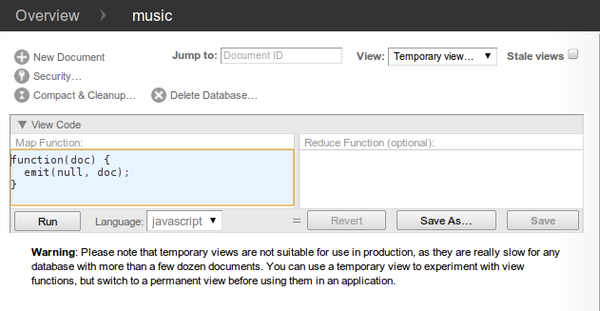 Overview music
New Document Jump to: Document ID View: Temporary view... Stale views
Security...
Compact & Cleanup... Delete Database...
View Code
Map Function: Reduce Function (optional):
function(doc) {
emit(null, doc);
}
Run Language: javascript = Revert Save As... Save
Warning: Please note that temporary views are not suitable for use in production, as they are really slow for any
database with more than a few dozen documents. You can use a temporary view to experiment with view
functions, but switch to a permanent view before using them in an application.